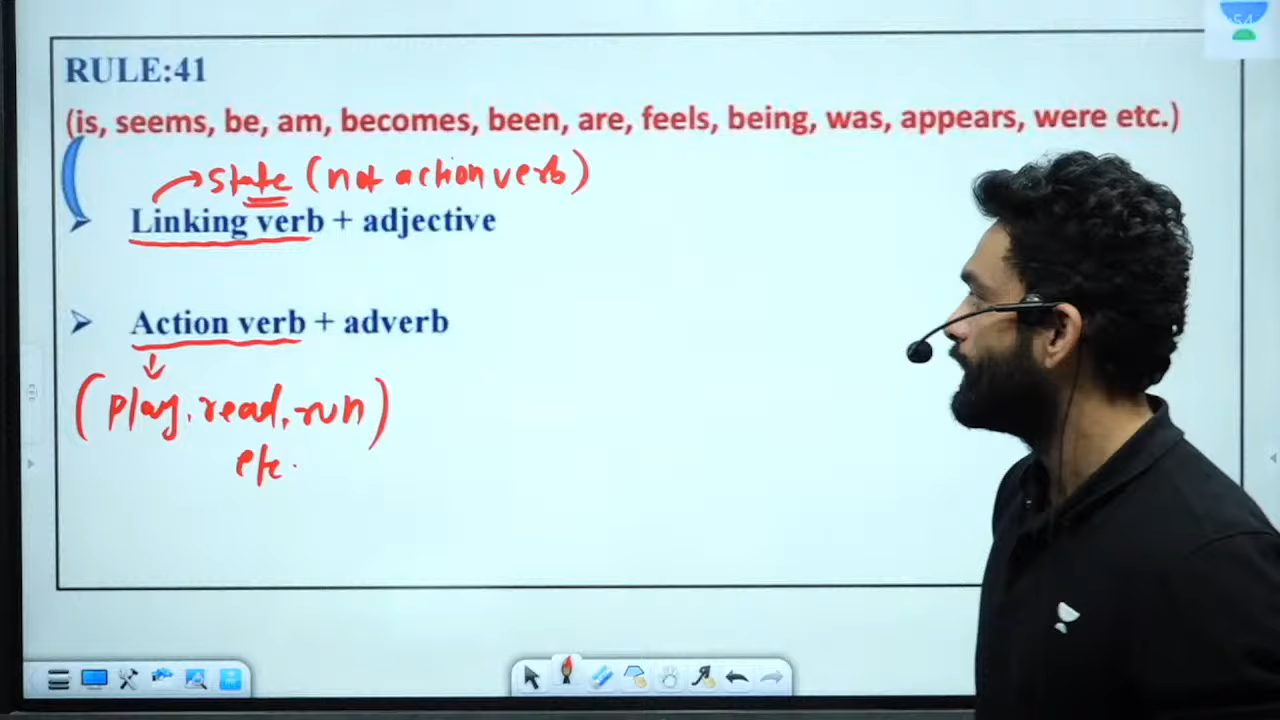 54
RULE:41
(is, seems, be, am, becomes, been, are, feels, being, was, appears, were etc.)
state (not action verb)
Linking verb + adjective
Action verb + adverb
(play, read, run)
etc.